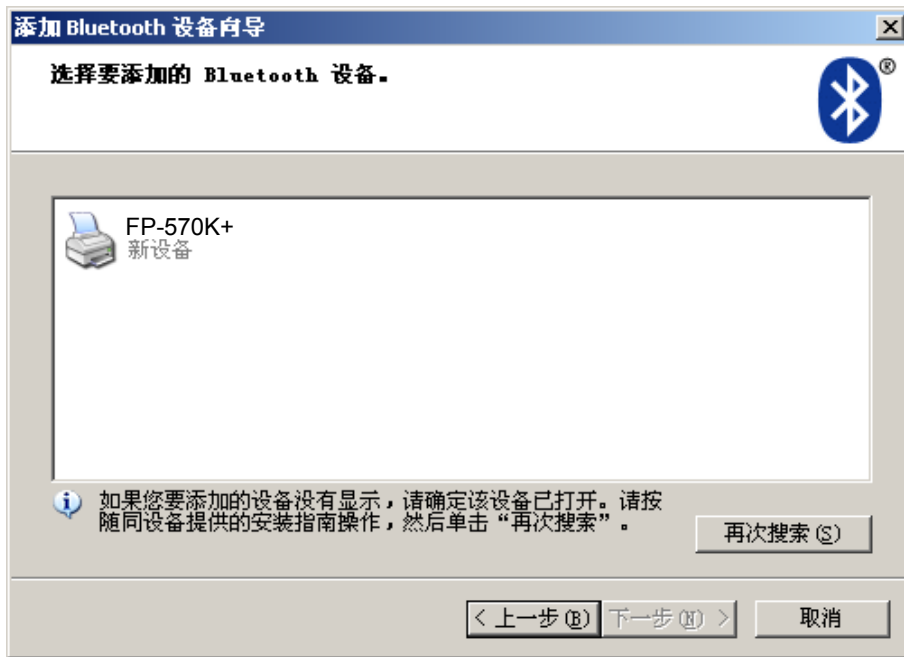 添加 Bluetooth 设备向导
选择要添加的 Bluetooth 设备。
®
FP-570K+
新设备
如果您要添加的设备没有显示，请确定该设备已打开。请按
随同设备提供的安装指南操作，然后单击“再次搜索”。
再次搜索(S)
< 上一步(B)
下一步(N) >
取消